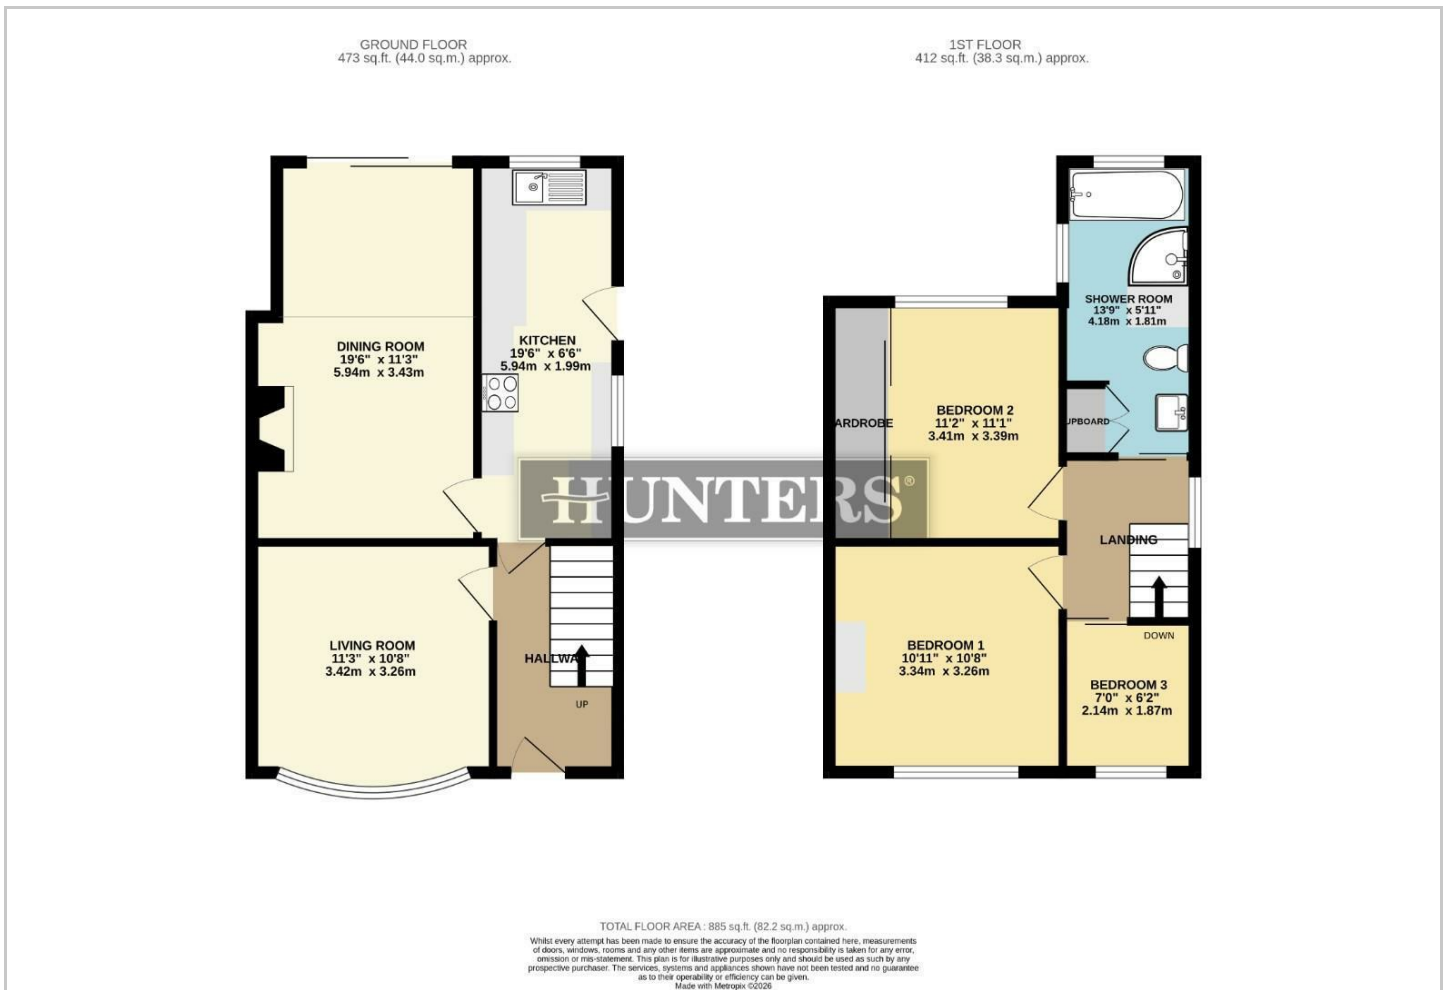 GROUND FLOOR
473 sq.ft. (44.0 sq.m.) approx.
1ST FLOOR
412 sq.ft. (38.3 sq.m.) approx.
DINING ROOM
19'6" x 11'3"
5.94m x 3.43m
KITCHEN
19'6" x 6'6"
5.94m x 1.99m
LIVING ROOM
11'3" x 10'8"
3.42m x 3.26m
HALLWA
UP
SHOWER ROOM
13'9" x 5'11"
4.18m x 1.81m
UPBOARD
ARDROBE
BEDROOM 2
11'2" x 11'1"
3.41m x 3.39m
HUNTERS®
LANDING
DOWN
BEDROOM 1
10'11" x 10'8"
3.34m x 3.26m
BEDROOM 3
7'0" x 6'2"
2.14m x 1.87m
TOTAL FLOOR AREA : 885 sq.ft. (82.2 sq.m.) approx.
Whilst every attempt has been made to ensure the accuracy of the floorplan contained here, measurements
of doors, windows, rooms and any other items are approximate and no responsibility is taken for any error,
omission or mis-statement. This plan is for illustrative purposes only and should be used as such by any
prospective purchaser. The services, systems and appliances shown have not been tested and no guarantee
as to their operability or efficiency can be given.
Made with Metropix ©2026